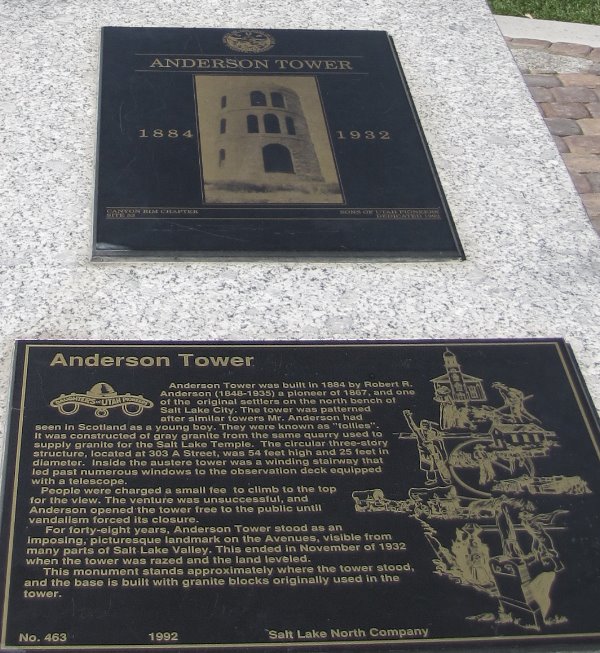 ANDERSON TOWER
1884 1932
CANYON RIM CHAPTER
SITE 52
SONS OF UTAH PIONEERS
DEDICATED 1992
Anderson Tower
DAUGHTERS OF UTAH PIONEERS
Anderson Tower was built in 1884 by Robert R.
Anderson (1848-1935) a pioneer of 1867, and one
of the original settlers on the north bench of
Salt Lake City. The tower was patterned
after similar towers Mr. Anderson had
seen in Scotland as a young boy. They were known as "follies".
It was constructed of grey granite from the same quarry used to
supply granite for the Salt Lake Temple. The circular three-story
structure, located at 303 A Street, was 54 feet high and 25 feet in
diameter. Inside the austere tower was a winding stairway that
led past numerous windows to the observation deck equipped
with a telescope.
People were charged a small fee to climb to the top
for the view. The venture was unsuccessful, and
Anderson opened the tower free to the public until
vandalism forced its closure.
For forty-eight years, Anderson Tower stood as an
imposing, picturesque landmark on the Avenues, visible from
many parts of Salt Lake Valley. This ended in November of 1932
when the tower was razed and the land leveled.
This monument stands approximately where the tower stood,
and the base is built with granite blocks originally used in the
tower.
No. 463 1992 Salt Lake North Company